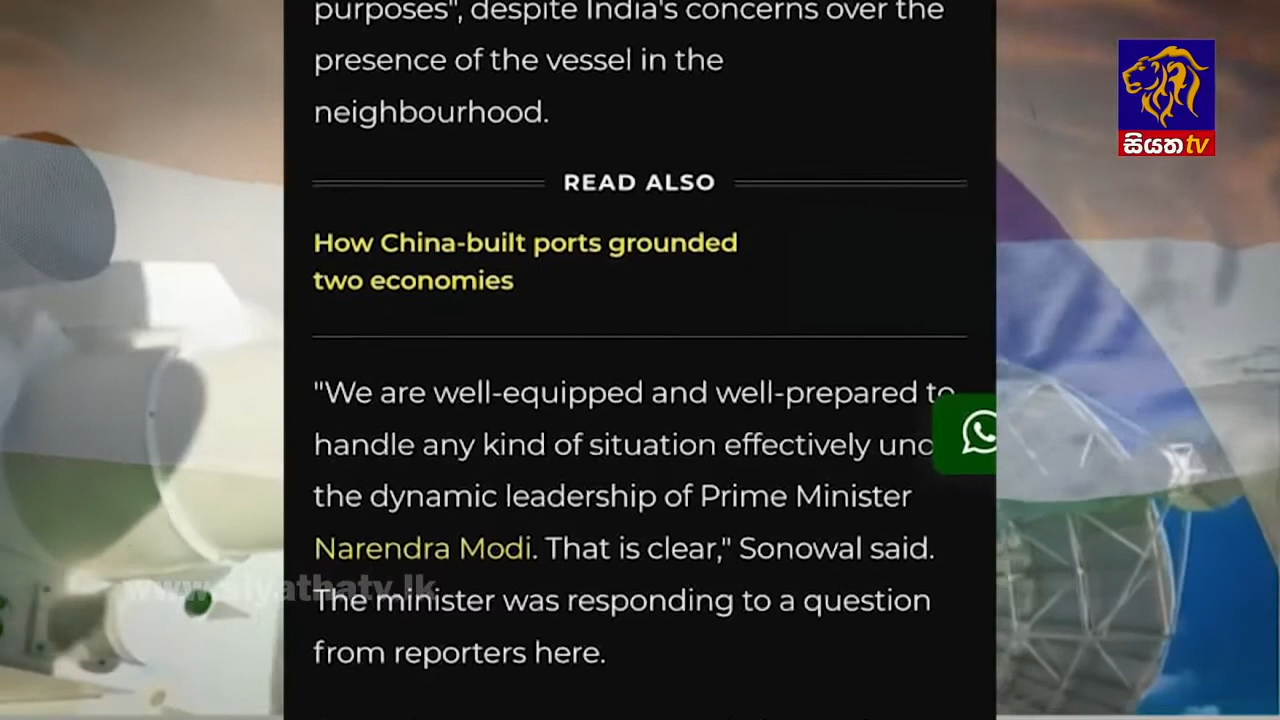 purposes", despite India's concerns over the
presence of the vessel in the
neighbourhood.
සියත tv
READ ALSO
How China-built ports grounded
two economies
"We are well-equipped and well-prepared to
handle any kind of situation effectively und
the dynamic leadership of Prime Minister
Narendra Modi. That is clear," Sonowal said.
www.siyathatv.lk
The minister was responding to a question
from reporters here.